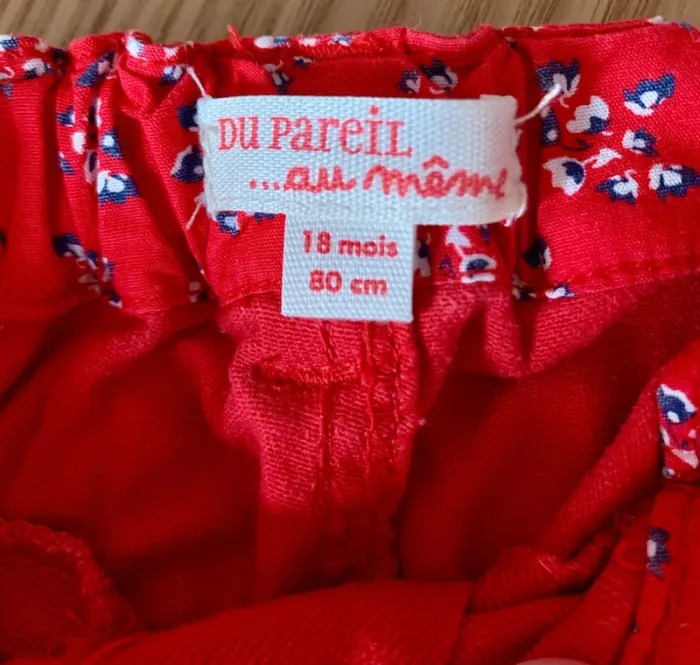 DU PAREIL
...au même
18 mois
80 cm